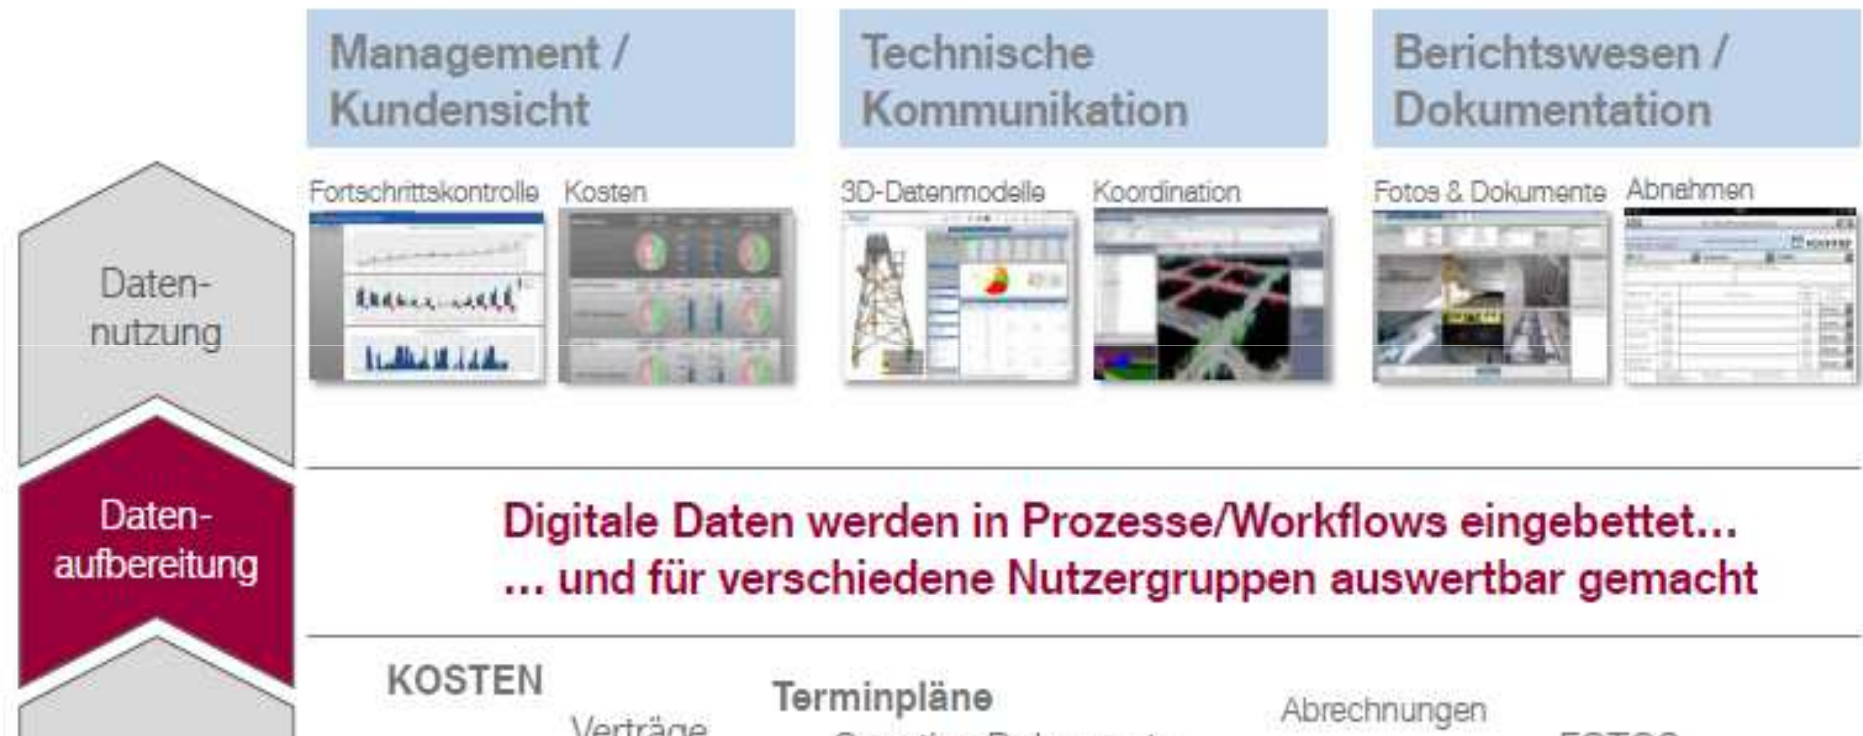 Management /
Kundensicht
Technische
Kommunikation
Berichtswesen /
Dokumentation
Fortschrittskontrolle
Kosten
3D-Datenmodelle
Koordination
Fotos & Dokumente
Abnahmen
Daten-
nutzung
Daten-
aufbereitung
Digitale Daten werden in Prozesse/Workflows eingebettet...
... und für verschiedene Nutzergruppen auswertbar gemacht
KOSTEN
Terminpläne
Verträge
Abrechnungen
FOTOS